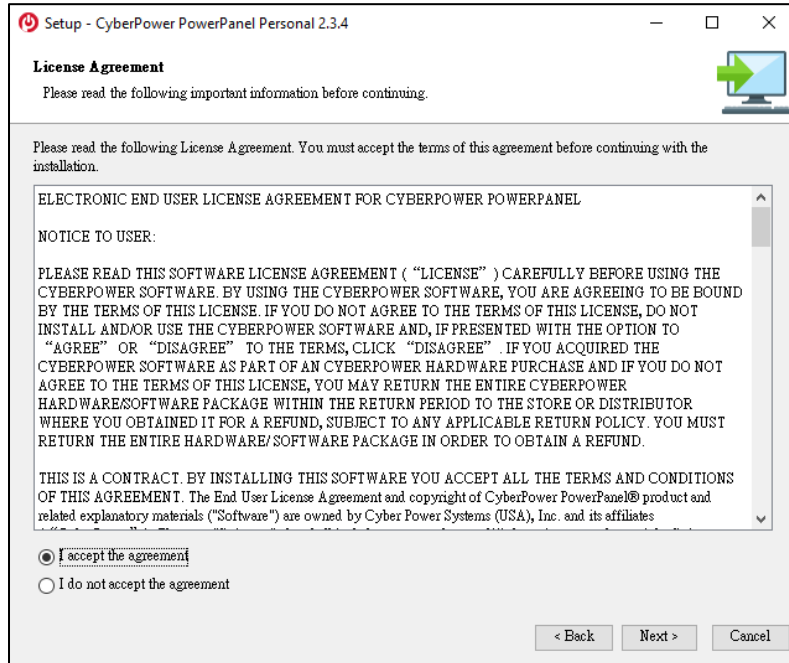 Setup - CyberPower PowerPanel Personal 2.3.4
License Agreement
Please read the following important information before continuing.
Please read the following License Agreement. You must accept the terms of this agreement before continuing with the
installation.
ELECTRONIC END USER LICENSE AGREEMENT FOR CYBERPOWER POWERPANEL
NOTICE TO USER:
PLEASE READ THIS SOFTWARE LICENSE AGREEMENT ( “LICENSE” ) CAREFULLY BEFORE USING THE
CYBERPOWER SOFTWARE. BY USING THE CYBERPOWER SOFTWARE, YOU ARE AGREEING TO BE BOUND
BY THE TERMS OF THIS LICENSE. IF YOU DO NOT AGREE TO THE TERMS OF THIS LICENSE, DO NOT
INSTALL AND/OR USE THE CYBERPOWER SOFTWARE AND, IF PRESENTED WITH THE OPTION TO
“AGREE” OR “DISAGREE” TO THE TERMS, CLICK “DISAGREE” . IF YOU ACQUIRED THE
CYBERPOWER SOFTWARE AS PART OF AN CYBERPOWER HARDWARE PURCHASE AND IF YOU DO NOT
AGREE TO THE TERMS OF THIS LICENSE, YOU MAY RETURN THE ENTIRE CYBERPOWER
HARDWARE/SOFTWARE PACKAGE WITHIN THE RETURN PERIOD TO THE STORE OR DISTRIBUTOR
WHERE YOU OBTAINED IT FOR A REFUND, SUBJECT TO ANY APPLICABLE RETURN POLICY. YOU MUST
RETURN THE ENTIRE HARDWARE/ SOFTWARE PACKAGE IN ORDER TO OBTAIN A REFUND.
THIS IS A CONTRACT. BY INSTALLING THIS SOFTWARE YOU ACCEPT ALL THE TERMS AND CONDITIONS
OF THIS AGREEMENT. The End User License Agreement and copyright of CyberPower PowerPanel® product and
related explanatory materials ("Software") are owned by Cyber Power Systems (USA), Inc. and its affiliates
I accept the agreement
I do not accept the agreement
< Back
Next >
Cancel